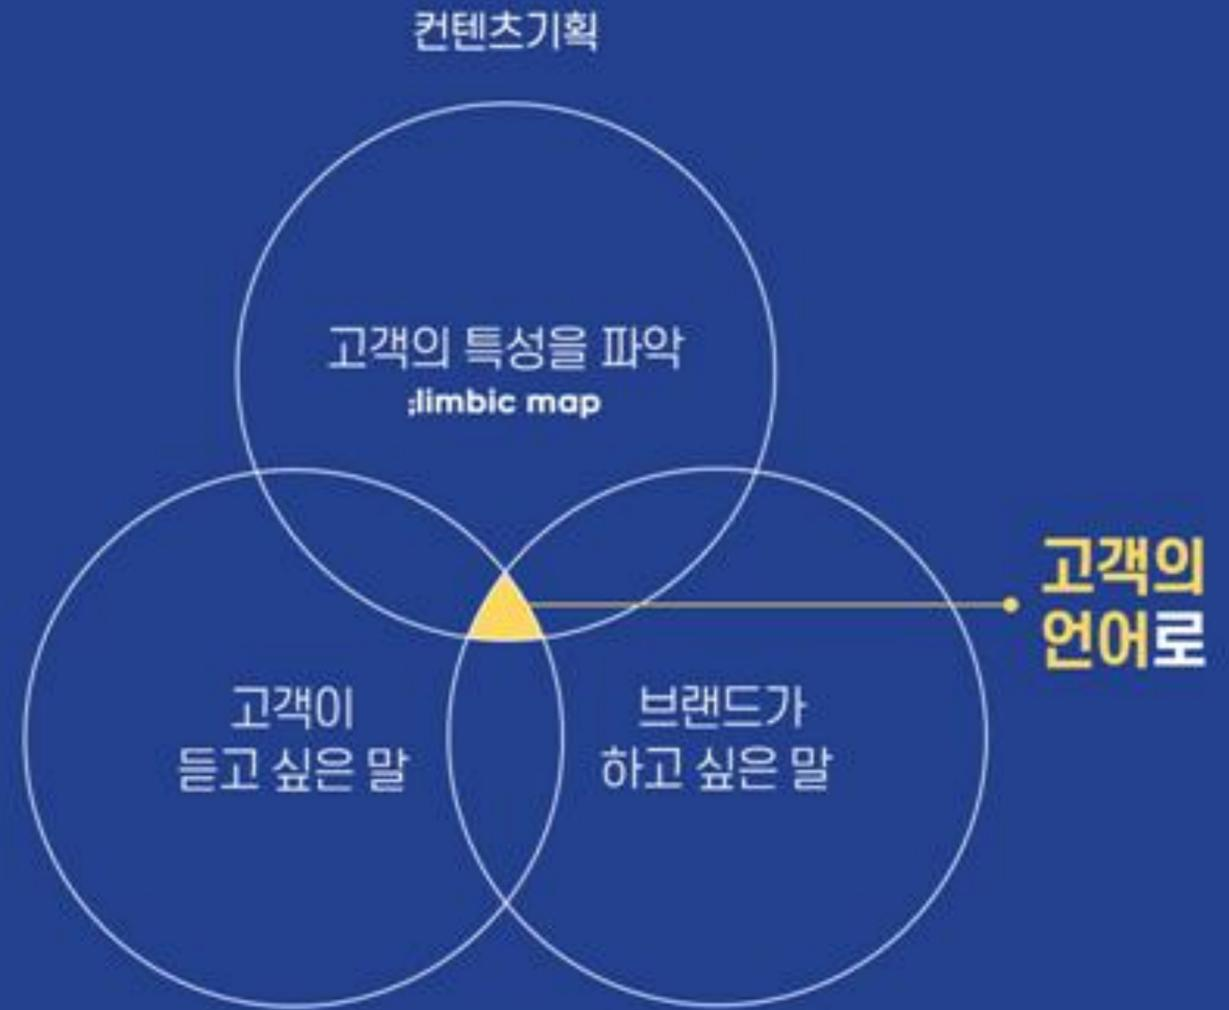 컨텐츠기획
고객의 특성을 파악
;limbic map
고객의
언어로
고객이
듣고 싶은 말
브랜드가
하고 싶은 말